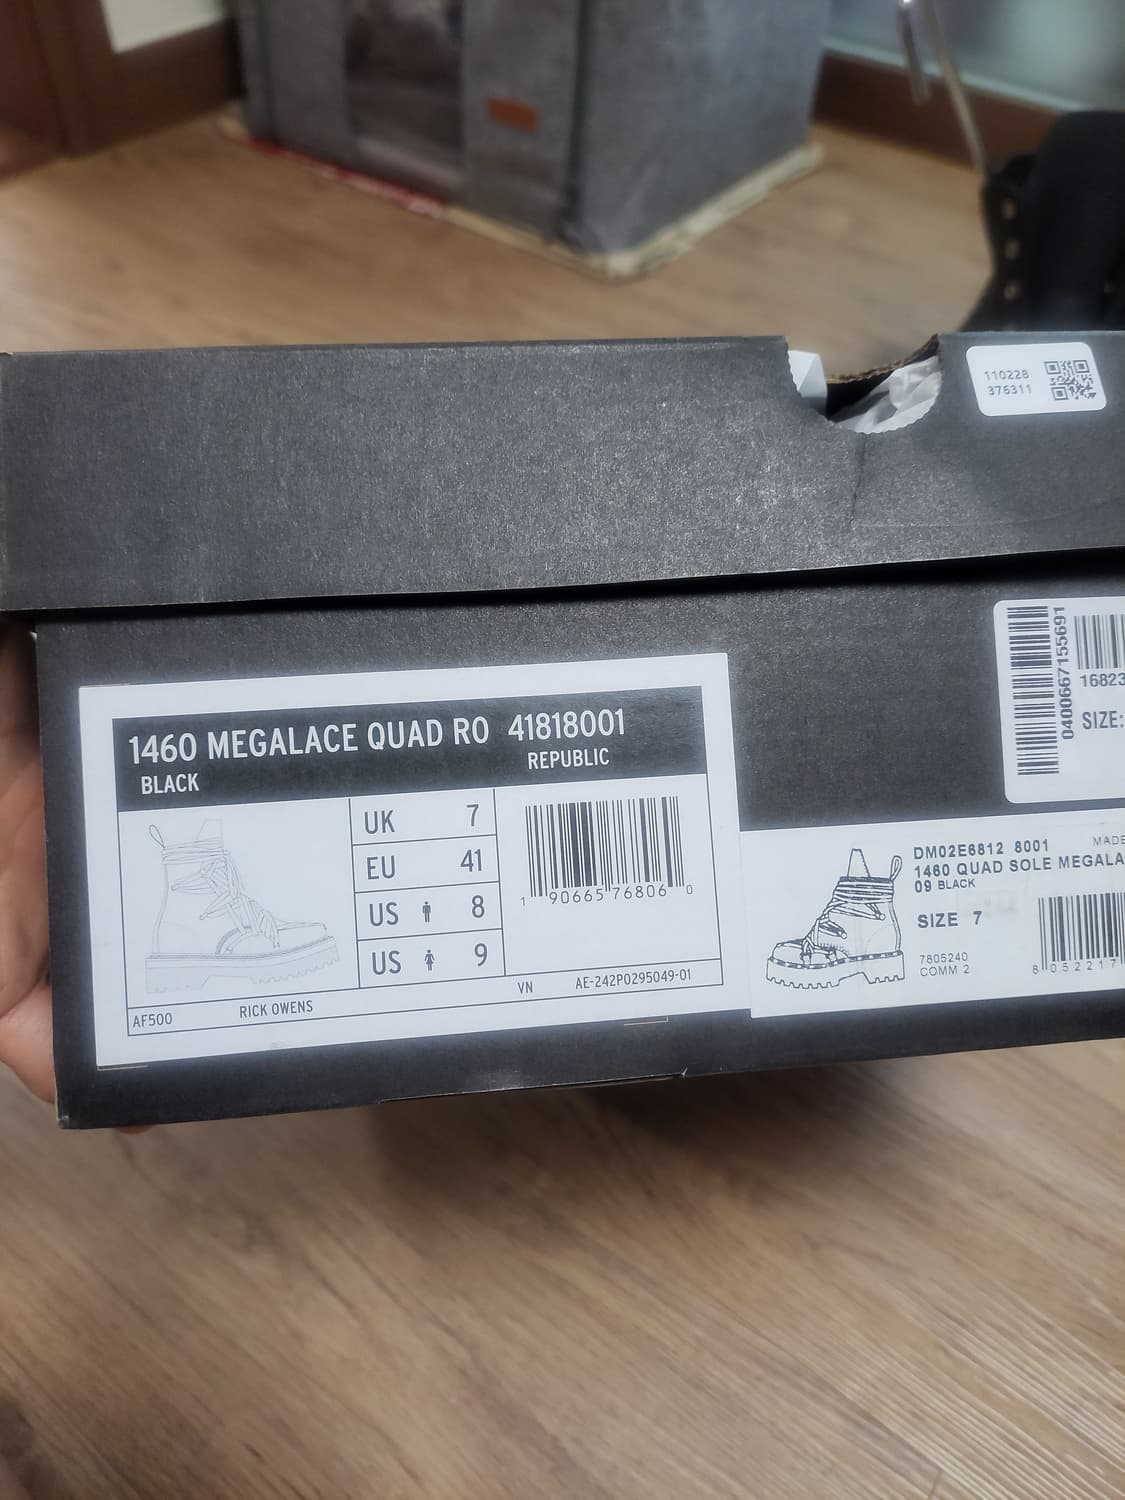 110228
376311
0400667155691
16823
SIZE:
1460 MEGALACE QUAD RO 41818001
BLACK REPUBLIC
UK 7
EU 41
US 8
US 9
1 90665 76806 0
VN AE-242P0295049-01
AF500 RICK OWENS
DM02E6812 8001 MADE
1460 QUAD SOLE MEGALA
09 BLACK
SIZE 7
7805240
COMM 2
8 052217